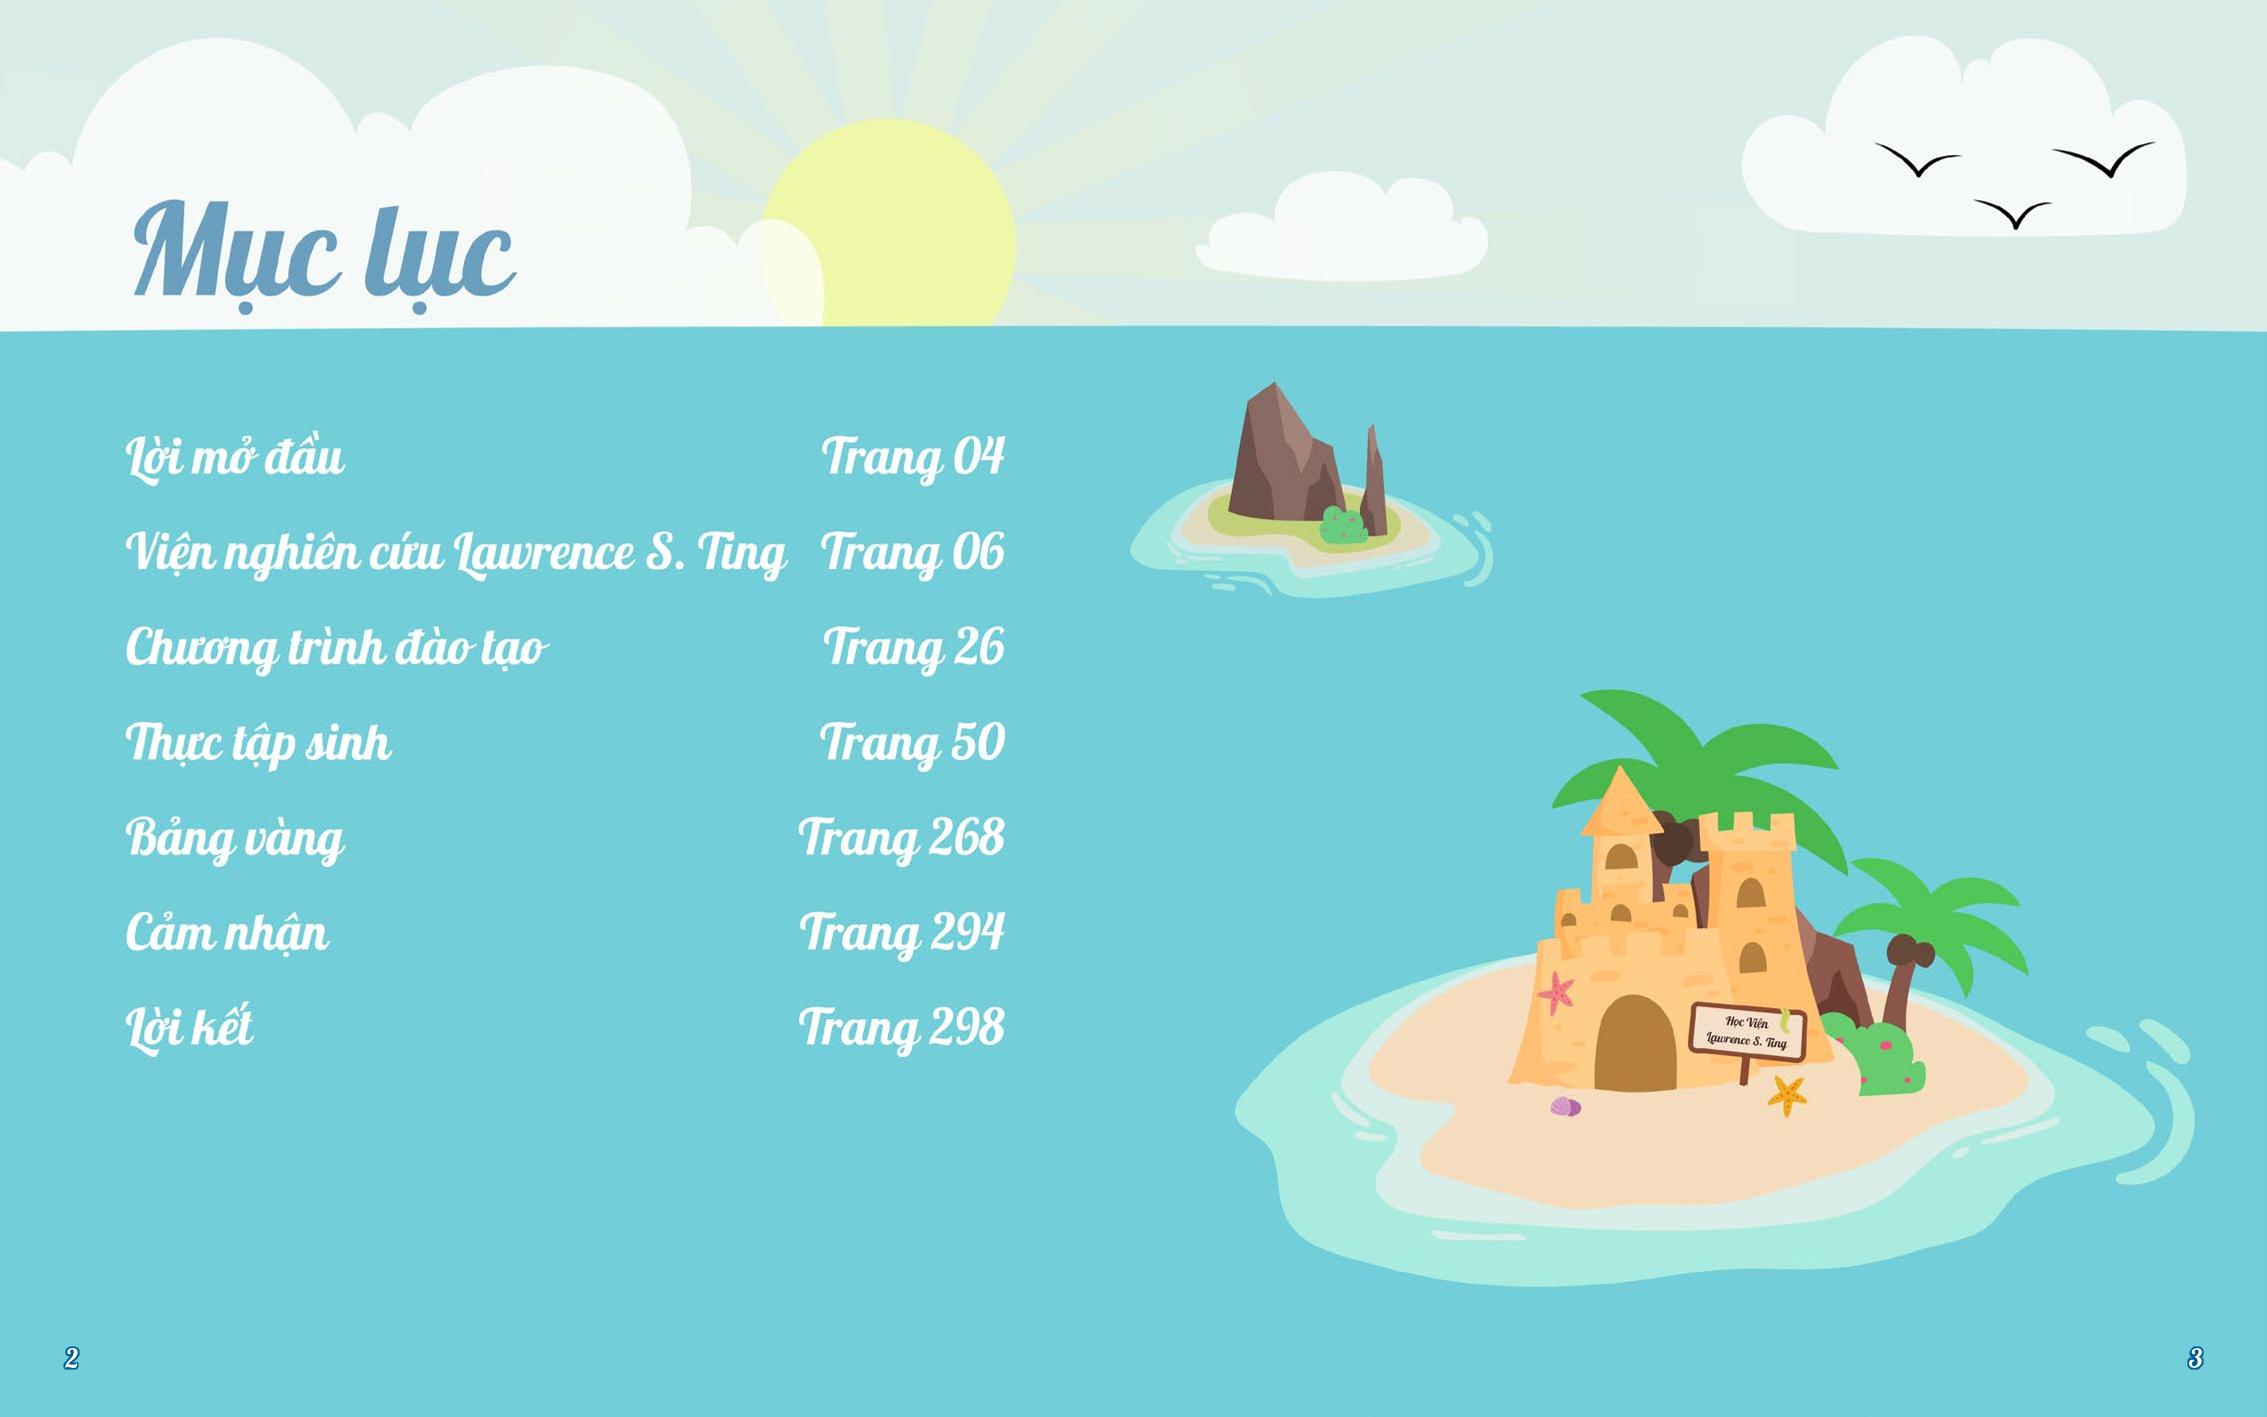 Mục lục
Lời mở đầu Trang 04
Viện nghiên cứu Lawrence S. Ting Trang 06
Chương trình đào tạo Trang 26
Thực tập sinh Trang 50
Bảng vàng Trang 268
Cảm nhận Trang 294
Lời kết Trang 298
Học Viện
Lawrence S. Ting
2
3